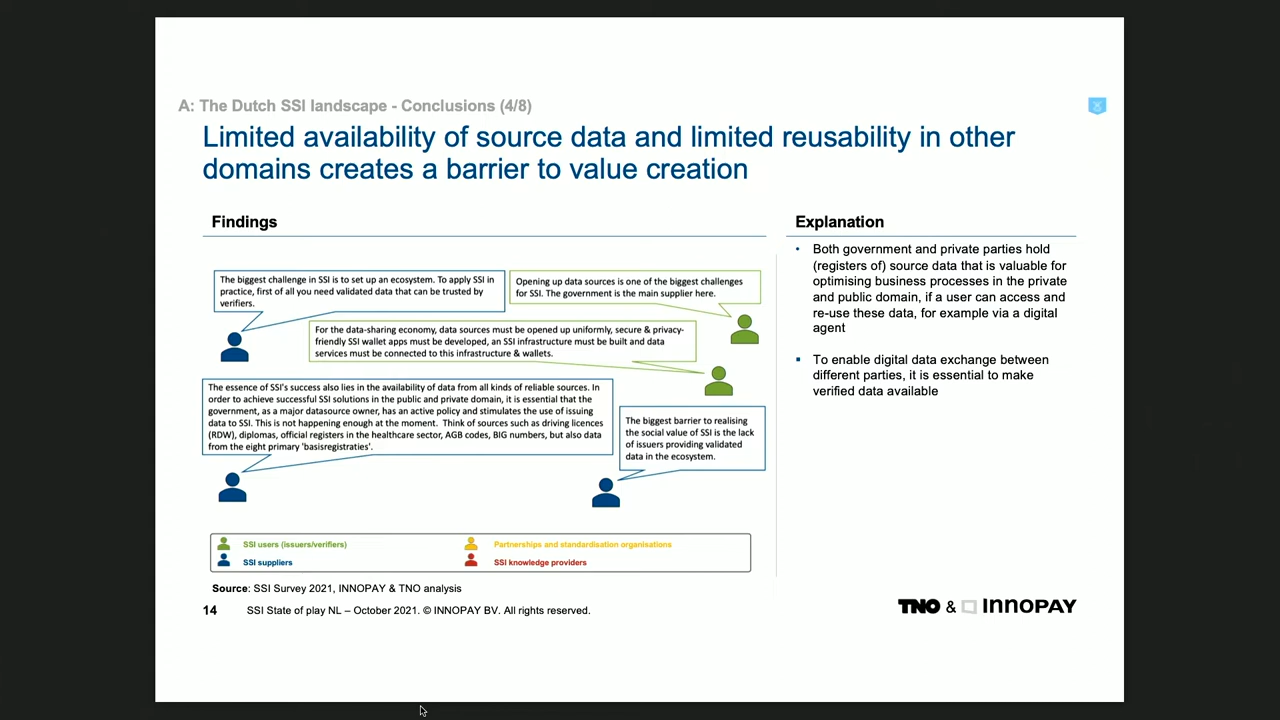 A: The Dutch SSI landscape - Conclusions (4/8)
Limited availability of source data and limited reusability in other
domains creates a barrier to value creation
Findings
The biggest challenge in SSI is to set up an ecosystem. To apply SSI in
practice, first of all you need validated data that can be trusted by
verifiers.
Opening up data sources is one of the biggest challenges
for SSI. The government is the main supplier here.
For the data-sharing economy, data sources must be opened up uniformly, secure & privacy-
friendly SSI wallet apps must be developed, an SSI infrastructure must be built and data
services must be connected to this infrastructure & wallets.
The essence of SSI's success also lies in the availability of data from all kinds of reliable sources. In
order to achieve successful SSI solutions in the public and private domain, it is essential that the
government, as a major datasource owner, has an active policy and stimulates the use of issuing
data to SSI. This is not happening enough at the moment. Think of sources such as driving licences
(RDW), diplomas, official registers in the healthcare sector, AGB codes, BIG numbers, but also data
from the eight primary 'basisregistraties'.
The biggest barrier to realising
the social value of SSI is the lack
of issuers providing validated
data in the ecosystem.
SSI users (issuers/verifiers)
Partnerships and standardisation organisations
SSI suppliers
SSI knowledge providers
Explanation
• Both government and private parties hold
(registers of) source data that is valuable for
optimising business processes in the private
and public domain, if a user can access and
re-use these data, for example via a digital
agent
▪ To enable digital data exchange between
different parties, it is essential to make
verified data available
Source: SSI Survey 2021, INNOPAY & TNO analysis
14 SSI State of play NL – October 2021. © INNOPAY BV. All rights reserved.
TNO & INNOPAY